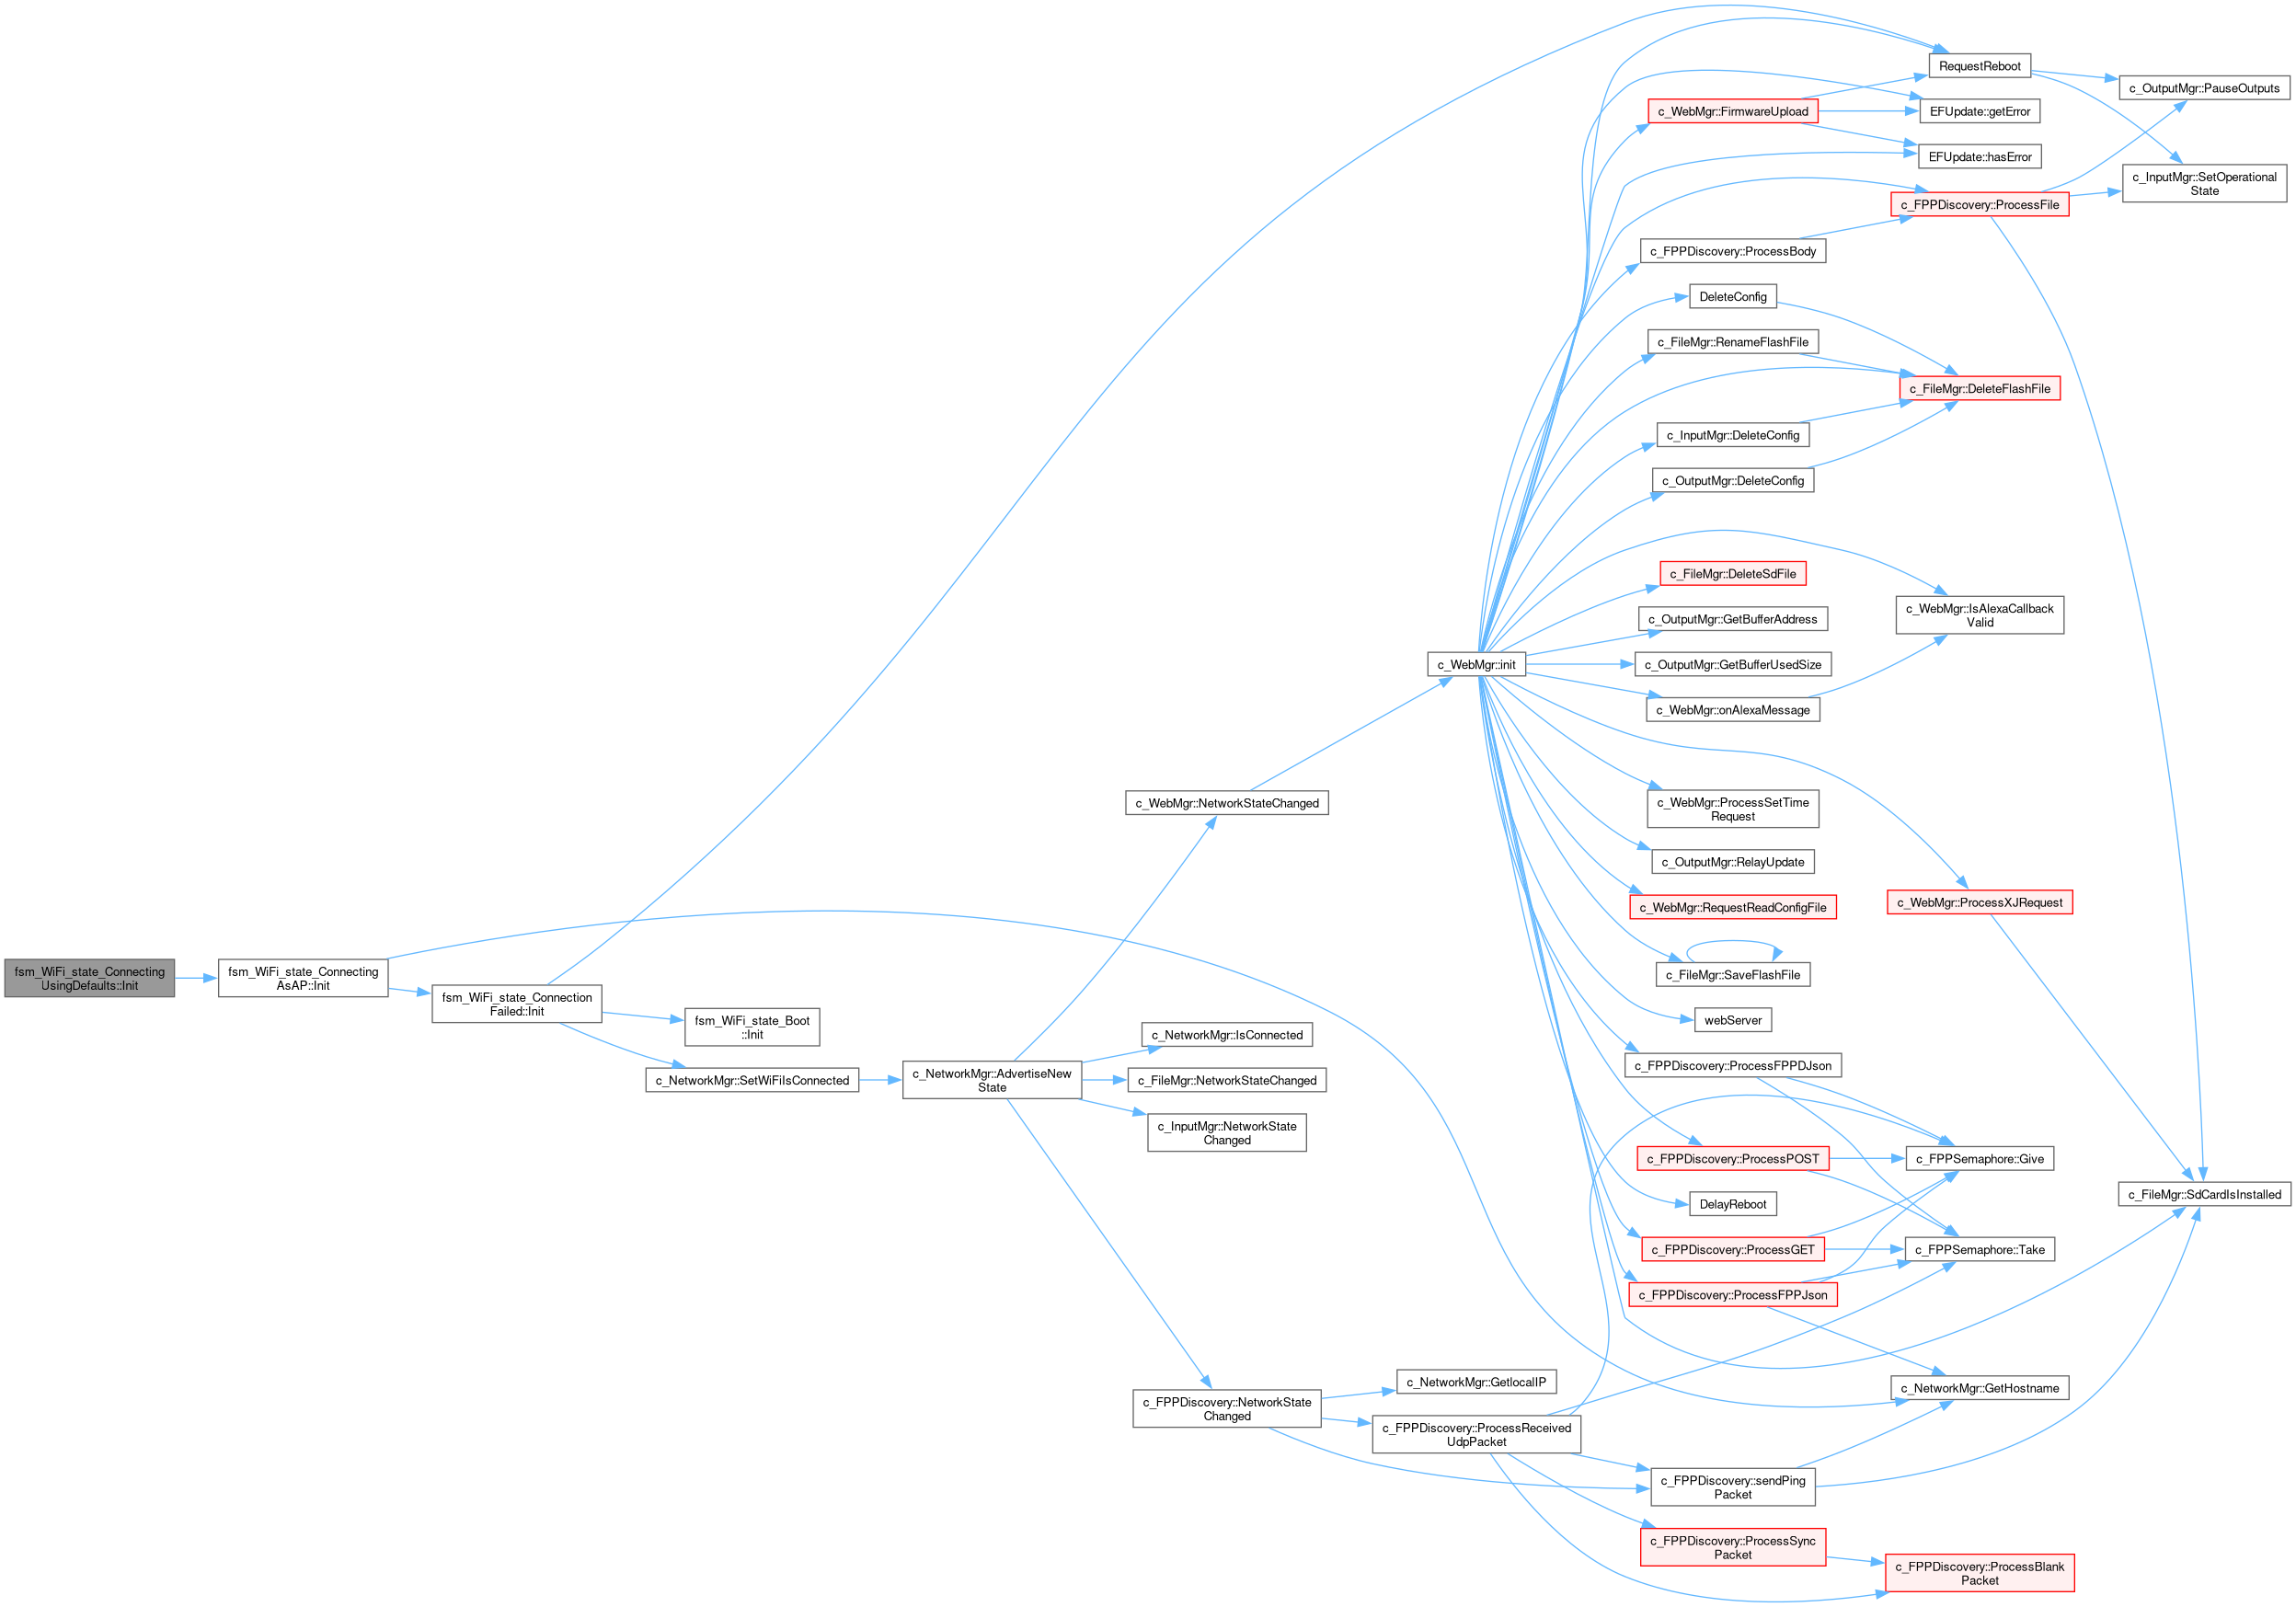 fsm_WiFi_state_Connecting
UsingDefaults::Init
fsm_WiFi_state_Connecting
AsAP::Init
fsm_WiFi_state_Connection
Failed::Init
fsm_WiFi_state_Boot
::Init
c_NetworkMgr::SetWiFiIsConnected
c_NetworkMgr::AdvertiseNew
State
c_WebMgr::NetworkStateChanged
c_NetworkMgr::IsConnected
c_FileMgr::NetworkStateChanged
c_InputMgr::NetworkState
Changed
c_FPPDiscovery::NetworkState
Changed
c_WebMgr::init
c_NetworkMgr::GetlocalIP
c_FPPDiscovery::ProcessReceived
UdpPacket
c_WebMgr::FirmwareUpload
c_FPPDiscovery::ProcessBody
DeleteConfig
c_FileMgr::RenameFlashFile
c_InputMgr::DeleteConfig
c_OutputMgr::DeleteConfig
c_FileMgr::DeleteSdFile
c_OutputMgr::GetBufferAddress
c_OutputMgr::GetBufferUsedSize
c_WebMgr::onAlexaMessage
c_WebMgr::ProcessSetTime
Request
c_OutputMgr::RelayUpdate
c_WebMgr::RequestReadConfigFile
c_FileMgr::SaveFlashFile
webServer
c_FPPDiscovery::ProcessFPPDJson
c_FPPDiscovery::ProcessPOST
DelayReboot
c_FPPDiscovery::ProcessGET
c_FPPDiscovery::ProcessFPPJson
c_FPPDiscovery::sendPing
Packet
c_FPPDiscovery::ProcessSync
Packet
RequestReboot
EFUpdate::getError
EFUpdate::hasError
c_FPPDiscovery::ProcessFile
c_FileMgr::DeleteFlashFile
c_WebMgr::IsAlexaCallback
Valid
c_WebMgr::ProcessXJRequest
c_FPPSemaphore::Give
c_FPPSemaphore::Take
c_NetworkMgr::GetHostname
c_FPPDiscovery::ProcessBlank
Packet
c_OutputMgr::PauseOutputs
c_InputMgr::SetOperational
State
c_FileMgr::SdCardIsInstalled